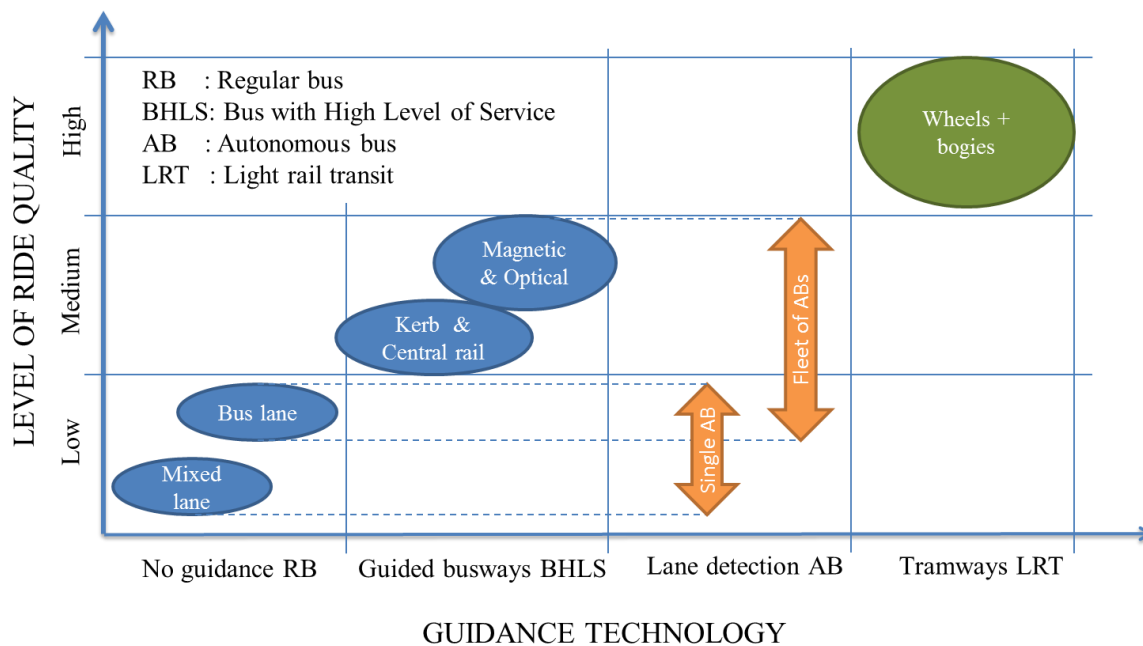 LEVEL OF RIDE QUALITY
High
Medium
Low
RB : Regular bus
BHLS: Bus with High Level of Service
AB : Autonomous bus
LRT : Light rail transit
Wheels +
bogies
Magnetic
& Optical
Kerb &
Central rail
Bus lane
Mixed
lane
Single AB
Fleet of ABs
No guidance RB
Guided busways BHLS
Lane detection AB
Tramways LRT
GUIDANCE TECHNOLOGY